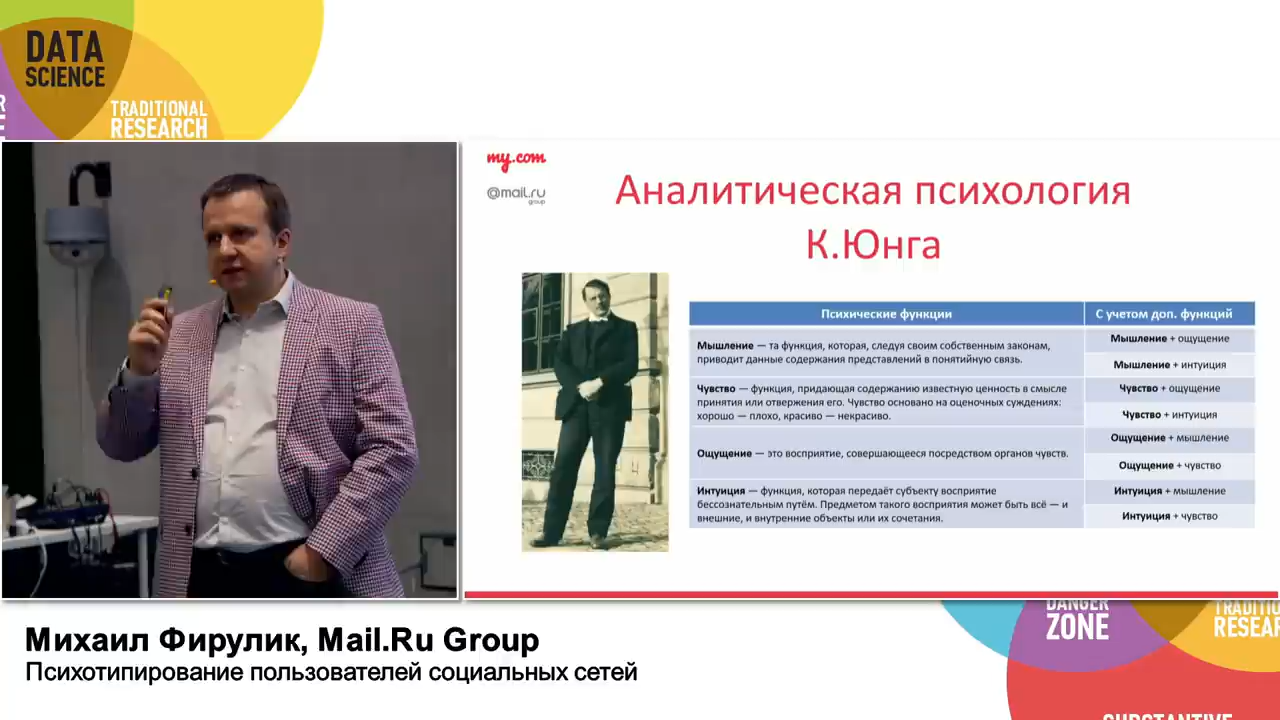 DATA
SCIENCE
TRADITIONAL
RESEARCH
my.com
@mail.ru
group
Аналитическая психология
К.Юнга
Психические функции
С учетом доп. функций
Мышление — та функция, которая, следуя своим собственным законам,
приводит данные содержания представлений в понятийную связь.
Мышление + ощущение
Мышление + интуиция
Чувство — функция, придающая содержанию известную ценность в смысле
принятия или отвержения его. Чувство основано на оценочных суждениях:
хорошо — плохо, красиво — некрасиво.
Чувство + ощущение
Чувство + интуиция
Ощущение — это восприятие, совершающееся посредством органов чувств.
Ощущение + мышление
Ощущение + чувство
Интуиция — функция, которая передаёт субъекту восприятие
бессознательным путём. Предметом такого восприятия может быть всё — и
внешние, и внутренние объекты или их сочетания.
Интуиция + мышление
Интуиция + чувство
Михаил Фирулик, Mail.Ru Group
Психотипирование пользователей социальных сетей
DANGER
ZONE
TRADITIO
RESEAR
SUBSTANTIVE